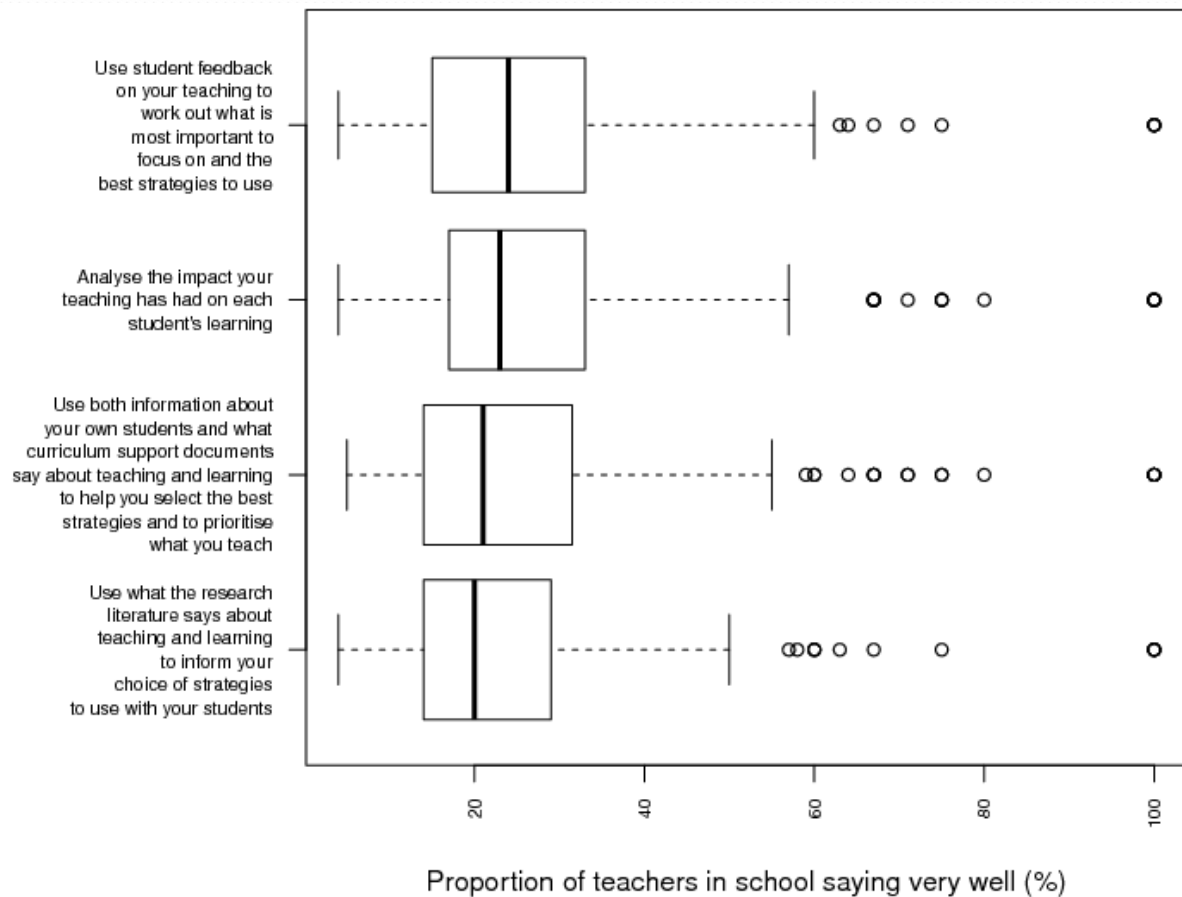 Use student feedback
on your teaching to
work out what is
most important to
focus on and the
best strategies to use
Analyse the impact your
teaching has had on each
student's learning
Use both information about
your own students and what
curriculum support documents
say about teaching and learning
to help you select the best
strategies and to prioritise
what you teach
Use what the research
literature says about
teaching and learning
to inform your
choice of strategies
to use with your students
20
40
60
80
100
Proportion of teachers in school saying very well (%)